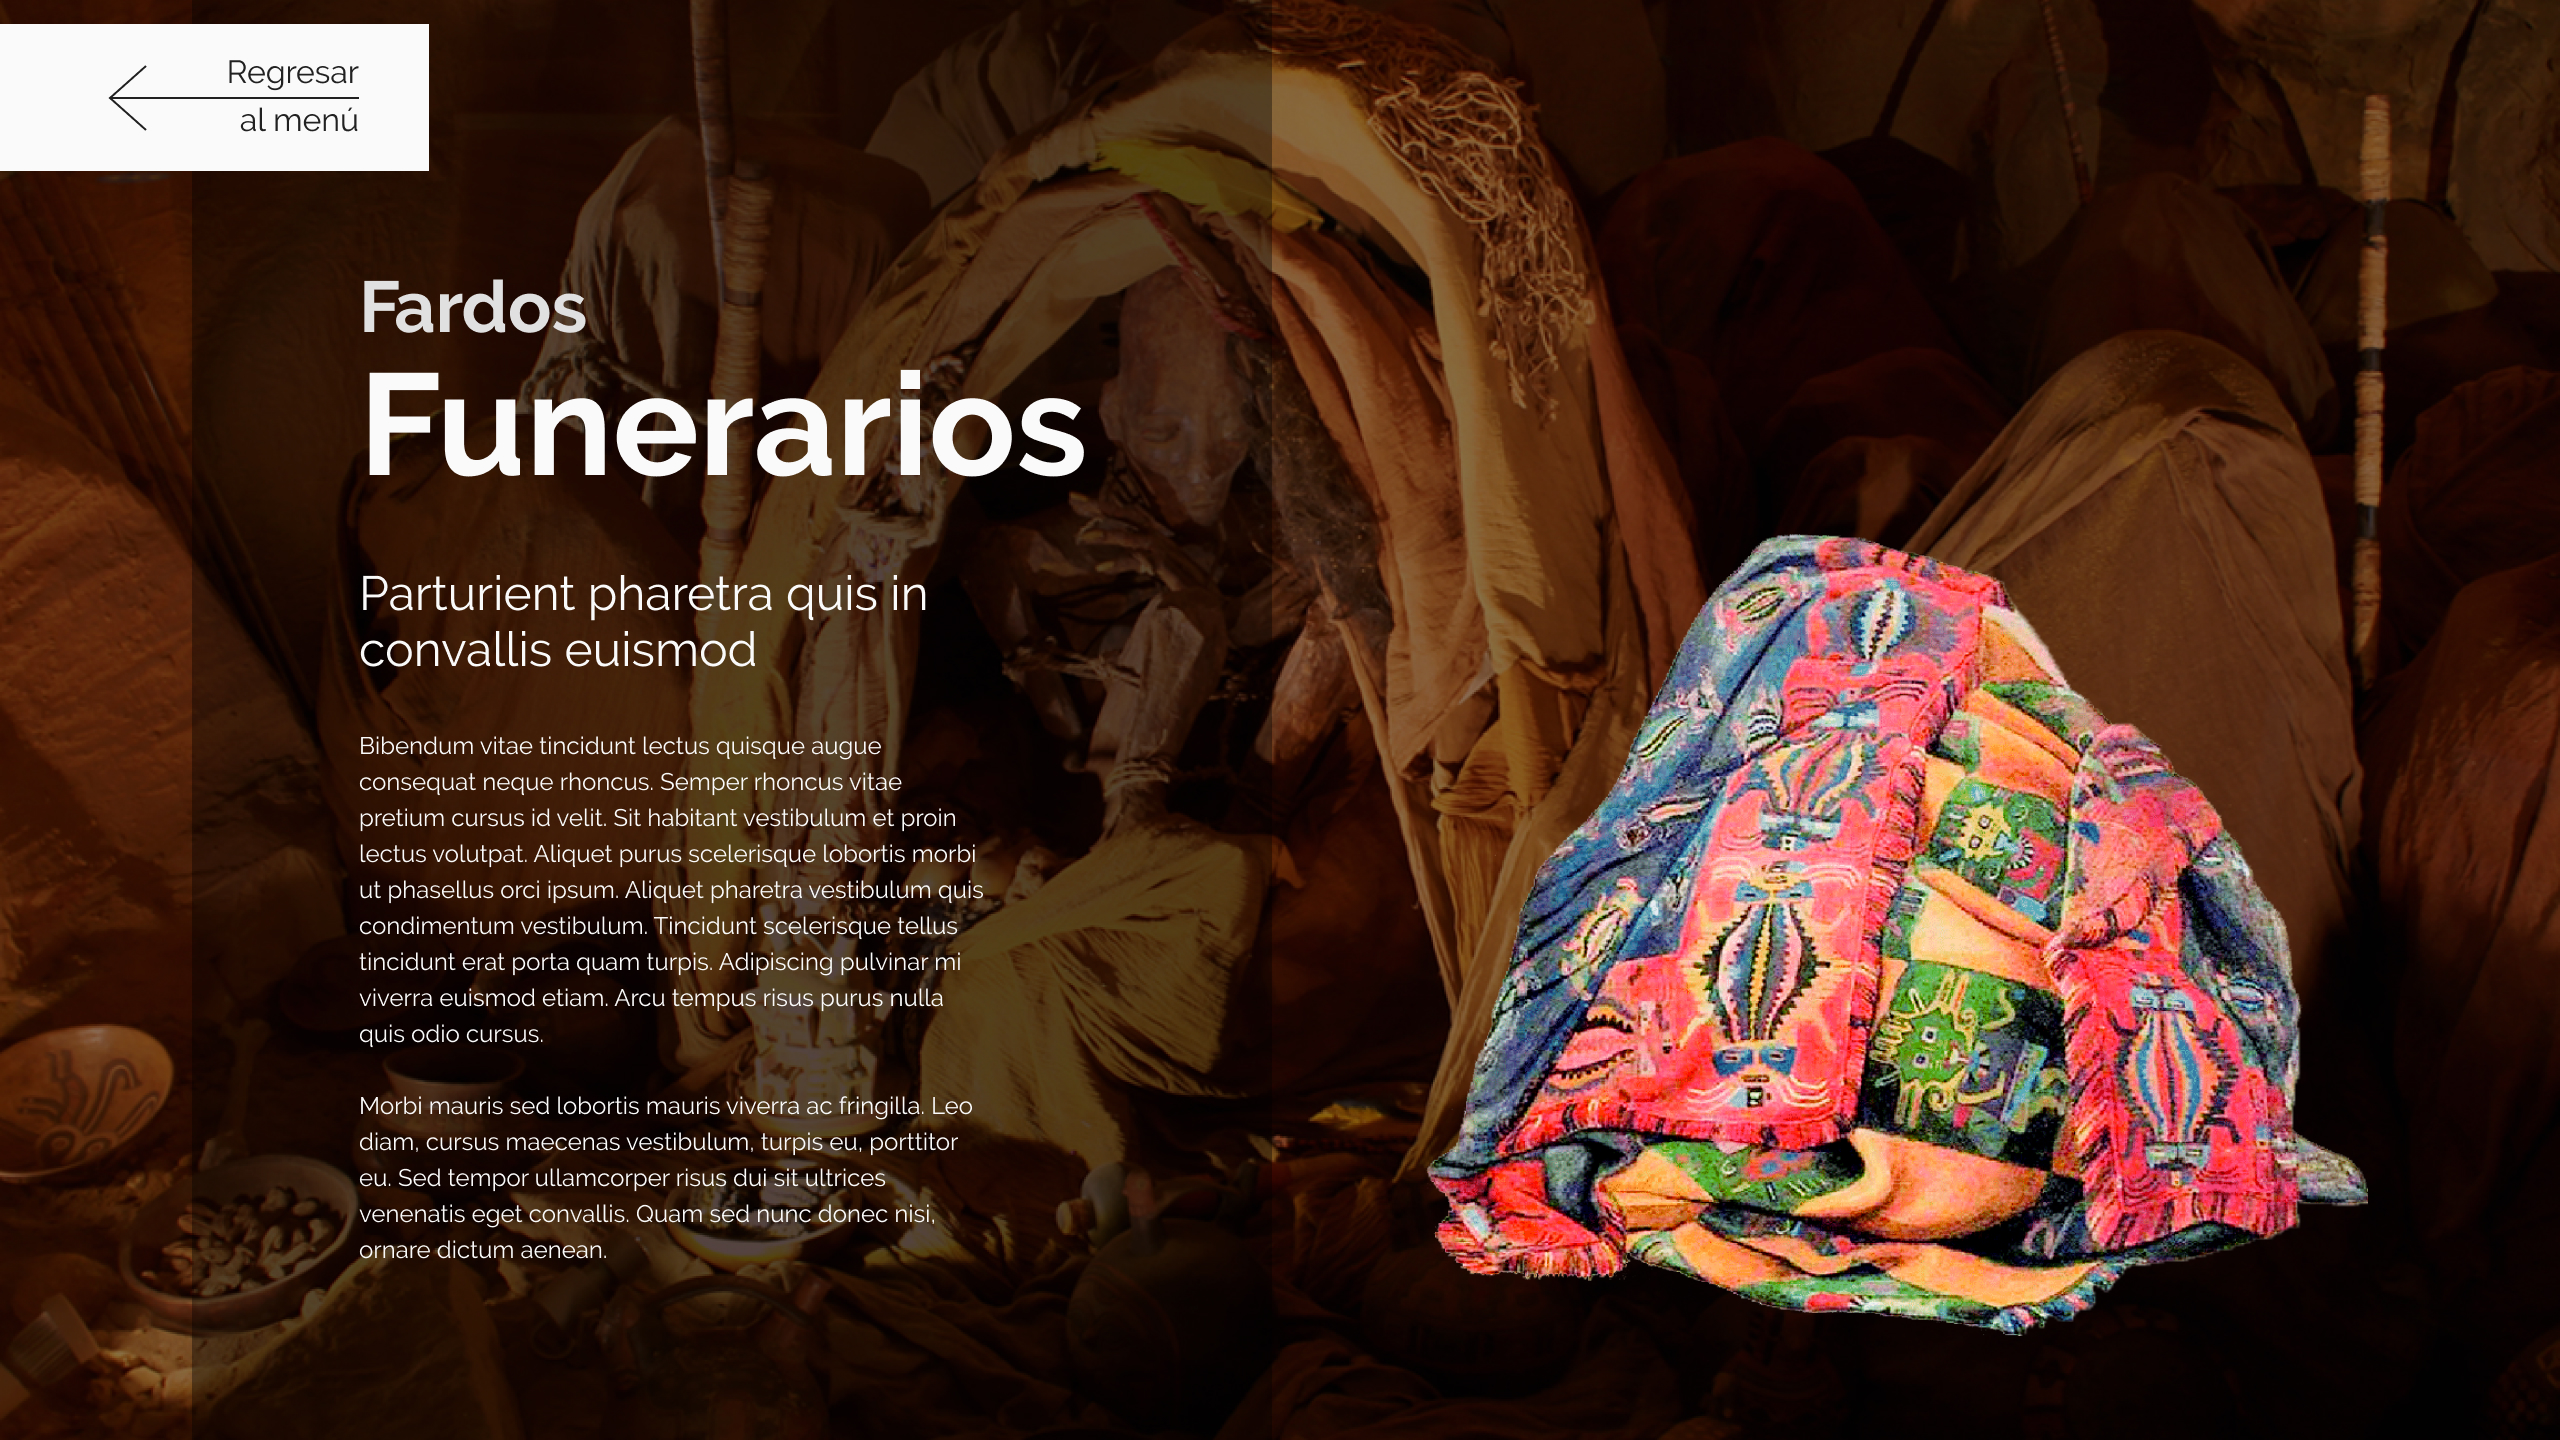 Regresar
al menú
Fardos
Funerarios
Parturient pharetra quis in
convallis euismod
Bibendum vitae tincidunt lectus quisque augue
consequat neque rhoncus. Semper rhoncus vitae
pretium cursus id velit. Sit habitant vestibulum et proin
lectus volutpat. Aliquet purus scelerisque lobortis morbi
ut phasellus orci ipsum. Aliquet pharetra vestibulum quis
condimentum vestibulum. Tincidunt scelerisque tellus
tincidunt erat porta quam turpis. Adipiscing pulvinar mi
viverra euismod etiam. Arcu tempus risus purus nulla
quis odio cursus.
Morbi mauris sed lobortis mauris viverra ac fringilla. Leo
diam, cursus maecenas vestibulum, turpis eu, porttitor
eu. Sed tempor ullamcorper risus dui sit ultrices
venenatis eget convallis. Quam sed nunc donec nisi,
ornare dictum aenean.